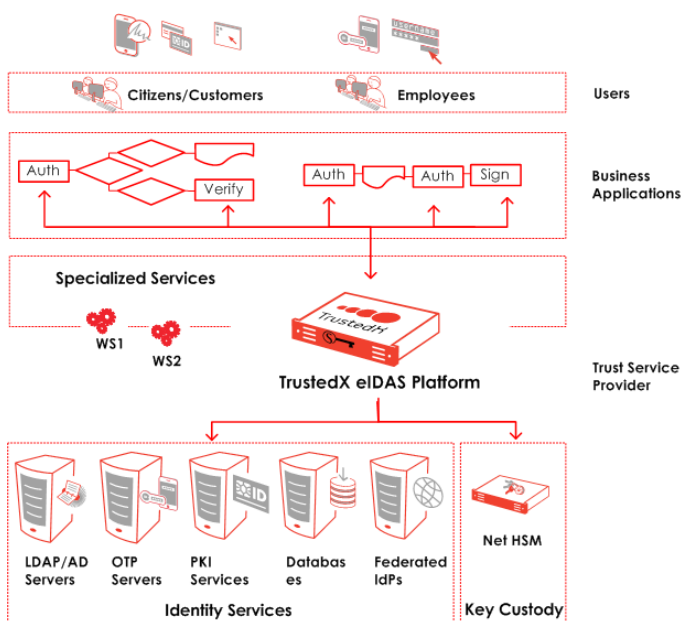 ID
username
*****
Citizens/Customers
Employees
Users
Auth
Verify
Auth
Auth
Sign
Business
Applications
Specialized Services
WS1
WS2
TrustedX
TrustedX eIDAS Platform
Trust Service
Provider
ID
LDAP/AD
Servers
OTP
Servers
PKI
Services
Databas
es
Federated
IdPs
Net HSM
Identity Services
Key Custody